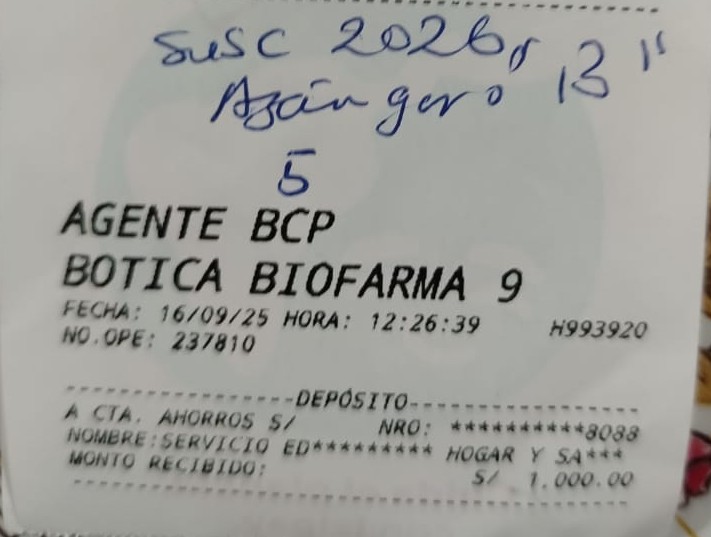 Susc 2026,
Azángaro 13"
5
AGENTE BCP
BOTICA BIOFARMA 9
FECHA: 16/09/25 HORA: 12:26:39 H993920
NO.OPE: 237810
DEPÓSITO
A CTA. AHORROS S/ NRO: **********8088
NOMBRE:SERVICIO ED********* HOGAR Y SA***
MONTO RECIBIDO: S/ 1.000.00